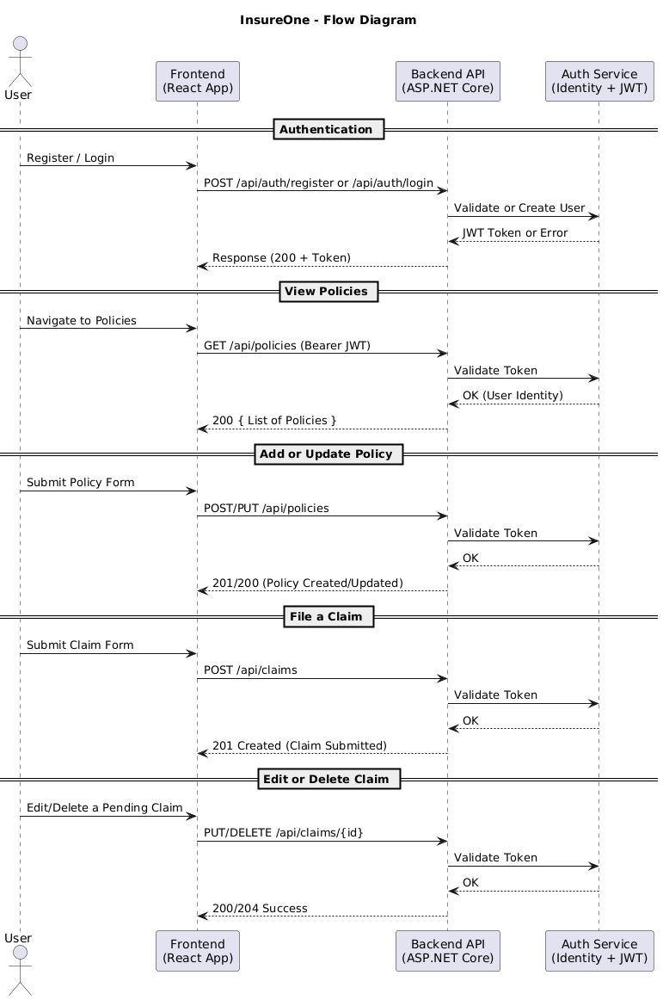 InsureOne - Flow Diagram
User
Frontend
(React App)
Backend API
(ASP.NET Core)
Auth Service
(Identity + JWT)
Authentication
Register / Login
POST /api/auth/register or /api/auth/login
Validate or Create User
JWT Token or Error
Response (200 + Token)
View Policies
Navigate to Policies
GET /api/policies (Bearer JWT)
Validate Token
OK (User Identity)
200 { List of Policies }
Add or Update Policy
Submit Policy Form
POST/PUT /api/policies
Validate Token
OK
201/200 (Policy Created/Updated)
File a Claim
Submit Claim Form
POST /api/claims
Validate Token
OK
201 Created (Claim Submitted)
Edit or Delete Claim
Edit/Delete a Pending Claim
PUT/DELETE /api/claims/{id}
Validate Token
OK
200/204 Success
User
Frontend
(React App)
Backend API
(ASP.NET Core)
Auth Service
(Identity + JWT)